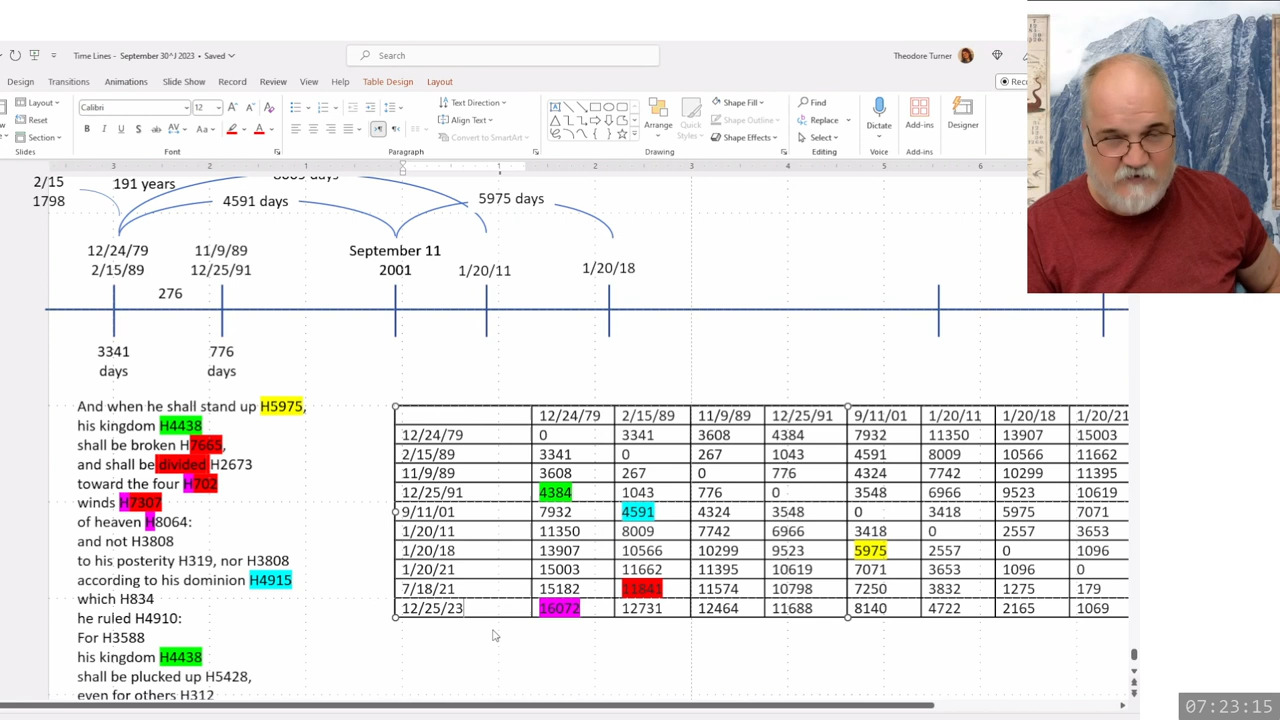 Time Lines - September 30^J 2023 • Saved
Search
Theodore Turner
Design Transitions Animations Slide Show Record Review View Help Table Design Layout
Layout
Reset
Section
Slides
Calibri 12
Font
Text Direction
Align Text
Convert to SmartArt
Paragraph
Arrange
Quick Styles
Shape Fill
Shape Outline
Shape Effects
Drawing
Find
Replace
Select
Editing
Dictate
Voice
Add-ins
Add-ins
Designer
3 2 1 1 2 3 4 5 6
2/15
1798
191 years
days
4591 days
5975 days
12/24/79
2/15/89
11/9/89
12/25/91
September 11
2001
1/20/11
1/20/18
276
3341
days
776
days
And when he shall stand up H5975,
his kingdom H4438
shall be broken H7665,
and shall be divided H2673
toward the four H702
winds H7307
of heaven H8064:
and not H3808
to his posterity H319, nor H3808
according to his dominion H4915
which H834
he ruled H4910:
For H3588
his kingdom H4438
shall be plucked up H5428,
even for others H312
12/24/79 2/15/89 11/9/89 12/25/91 9/11/01 1/20/11 1/20/18 1/20/21
12/24/79 0 3341 3608 4384 7932 11350 13907 15003
2/15/89 3341 0 267 1043 4591 8009 10566 11662
11/9/89 3608 267 0 776 4324 7742 10299 11395
12/25/91 4384 1043 776 0 3548 6966 9523 10619
9/11/01 7932 4591 4324 3548 0 3418 5975 7071
1/20/11 11350 8009 7742 6966 3418 0 2557 3653
1/20/18 13907 10566 10299 9523 5975 2557 0 1096
1/20/21 15003 11662 11395 10619 7071 3653 1096 0
7/18/21 15182 11841 11574 10798 7250 3832 1275 179
12/25/23 16072 12731 12464 11688 8140 4722 2165 1069
07:23:15